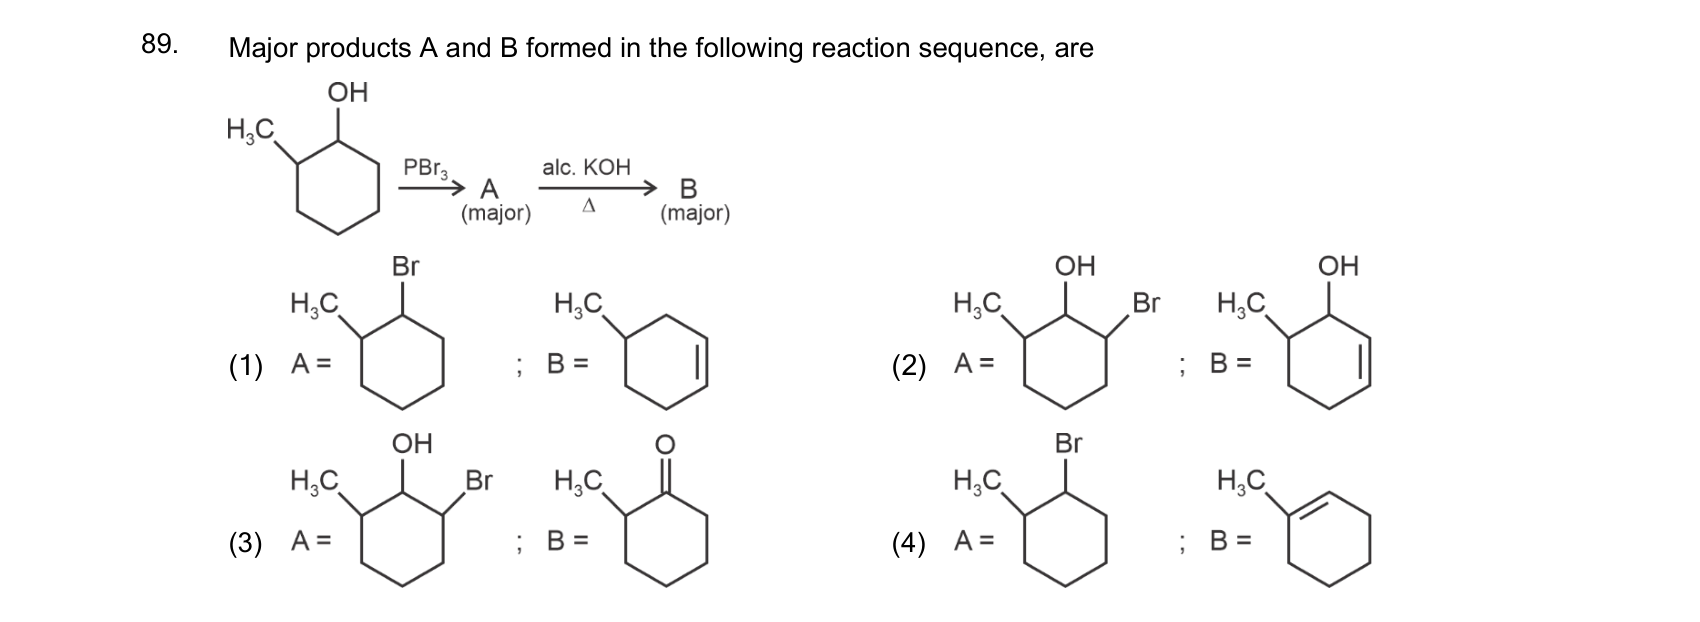 89. Major products A and B formed in the following reaction sequence, are
OH
H₃C
PBr₃ alc. KOH
A B
(major) Δ (major)
Br
H₃C H₃C
(1) A = ; B =
OH OH
H₃C Br H₃C
(2) A = ; B =
OH O
H₃C Br H₃C
(3) A = ; B =
Br
H₃C H₃C
(4) A = ; B =